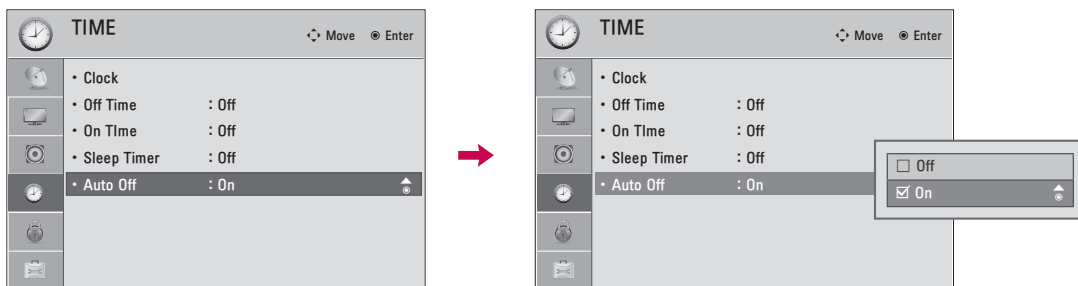 TIME
Move Enter
• Clock
• Off Time : Off
• On TIme : Off
• Sleep Timer : Off
• Auto Off : On
TIME
Move Enter
• Clock
• Off Time : Off
• On TIme : Off
• Sleep Timer : Off
• Auto Off : On
Off
On